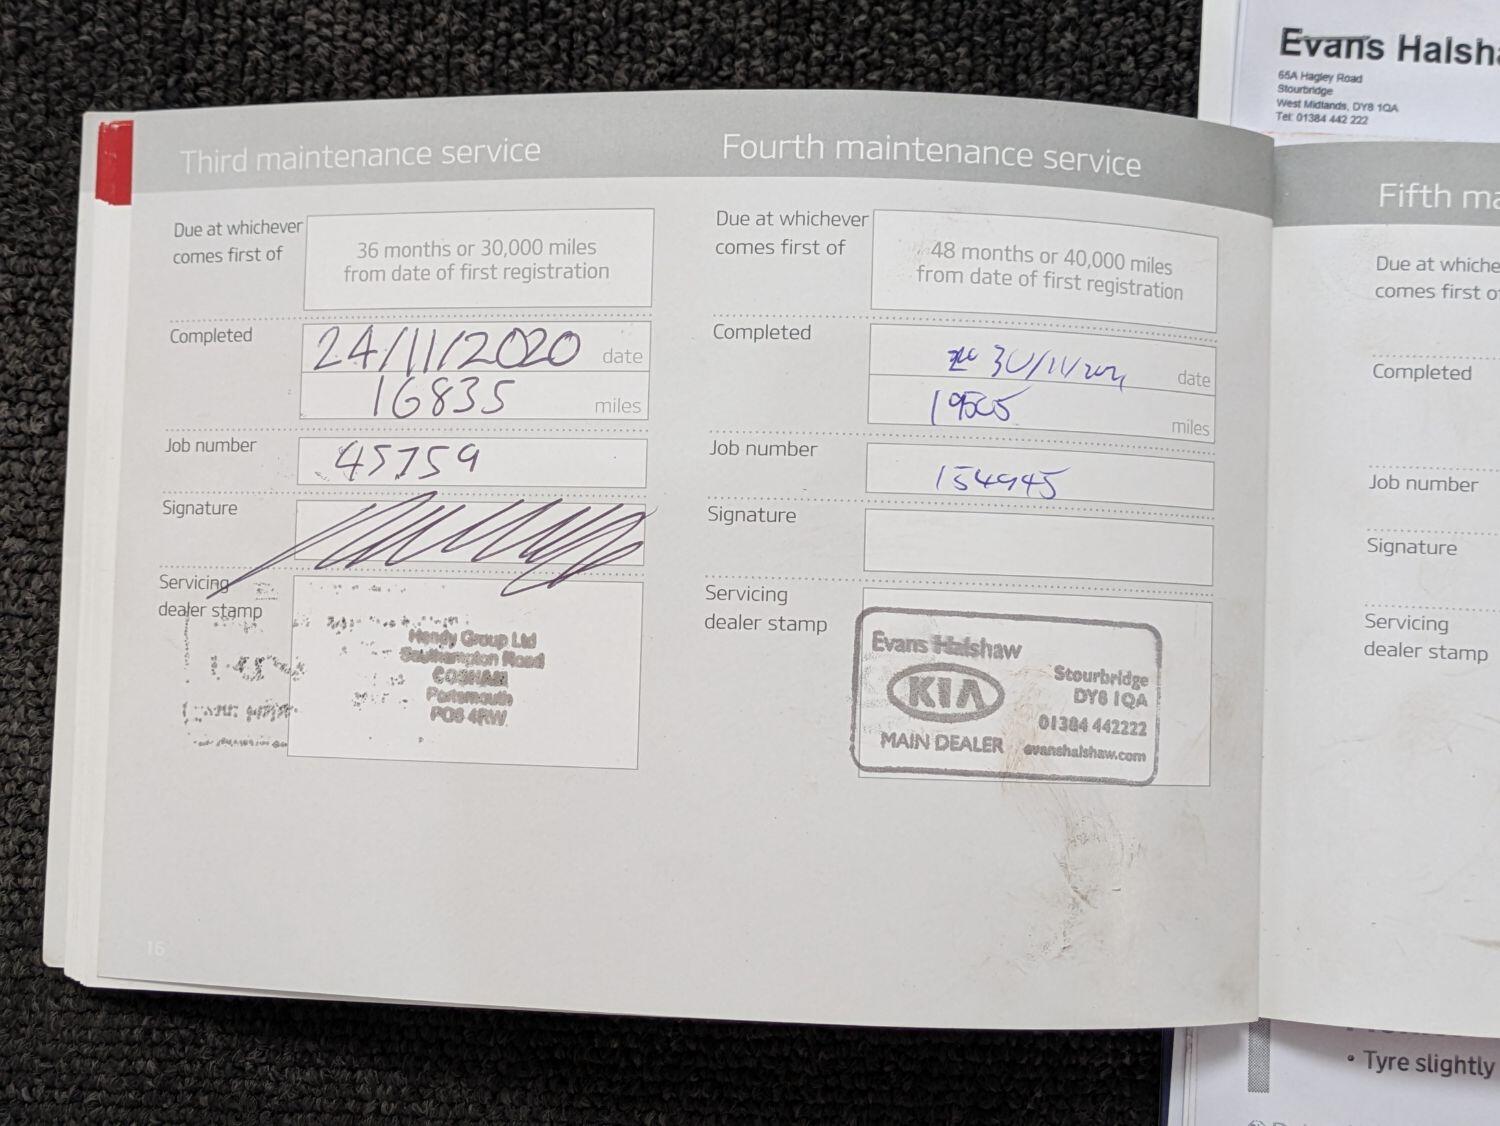 Evans Halsha
65A Hagley Road
Stourbridge
West Midlands, DY8 1QA
Tel: 01384 442 222
Third maintenance service
Due at whichever
comes first of
36 months or 30,000 miles
from date of first registration
Completed
24/11/2020 date
16835 miles
Job number
45759
Signature
Servicing
dealer stamp
Hendy Group Ltd
Southampton Road
COSHAM
Portsmouth
PO6 4RW
16
Fourth maintenance service
Due at whichever
comes first of
48 months or 40,000 miles
from date of first registration
Completed
30/11/2021 date
19505 miles
Job number
154945
Signature
Servicing
dealer stamp
Evans Halshaw
KIA
MAIN DEALER
Stourbridge
DY8 1QA
01384 442222
evanshalshaw.com
Fifth ma
Due at whiche
comes first of
Completed
Job number
Signature
Servicing
dealer stamp
• Tyre slightly